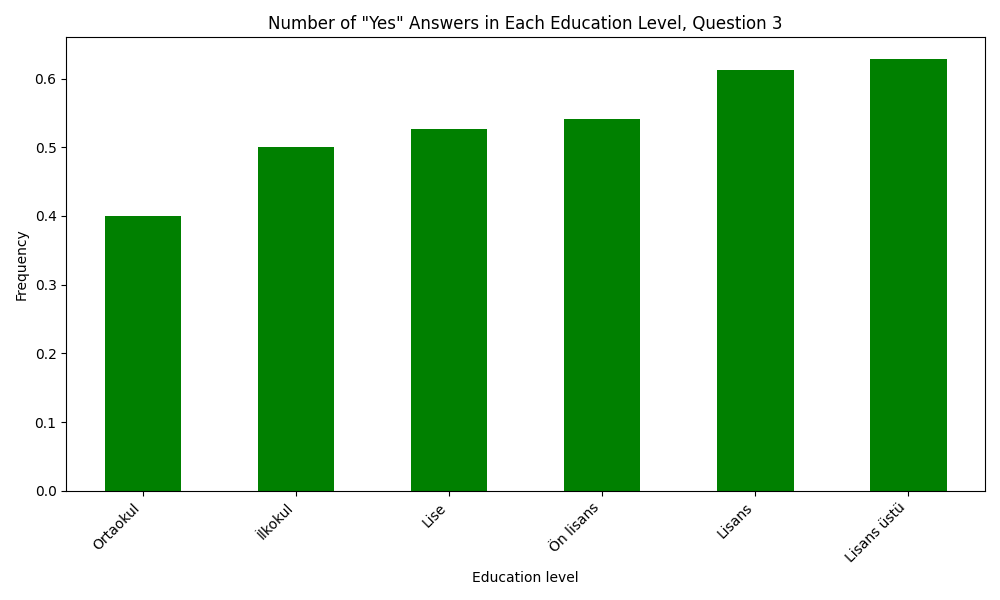 Number of "Yes" Answers in Each Education Level, Question 3
Frequency
0.6
0.5
0.4
0.3
0.2
0.1
0.0
Ortaokul
İlkokul
Lise
Ön lisans
Lisans
Lisans üstü
Education level